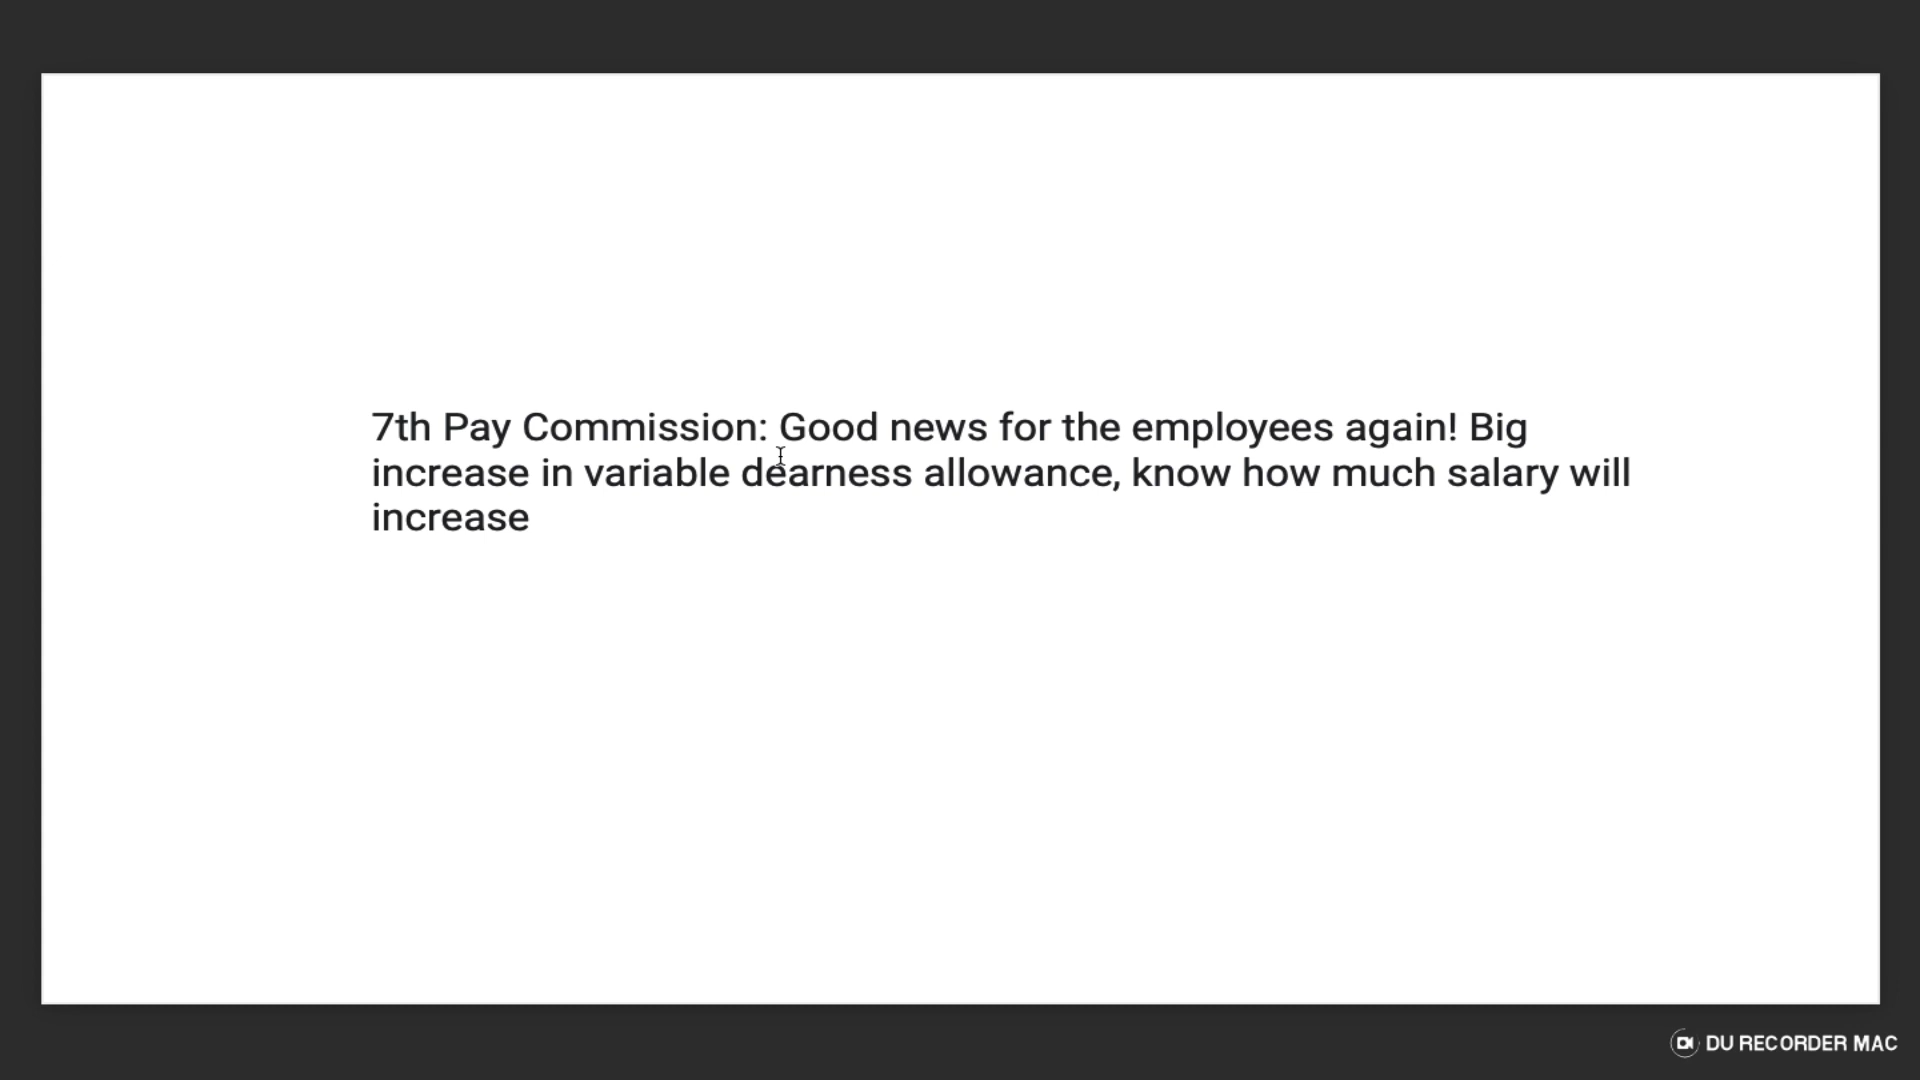 7th Pay Commission: Good news for the employees again! Big
increase in variable dearness allowance, know how much salary will
increase
DU RECORDER MAC